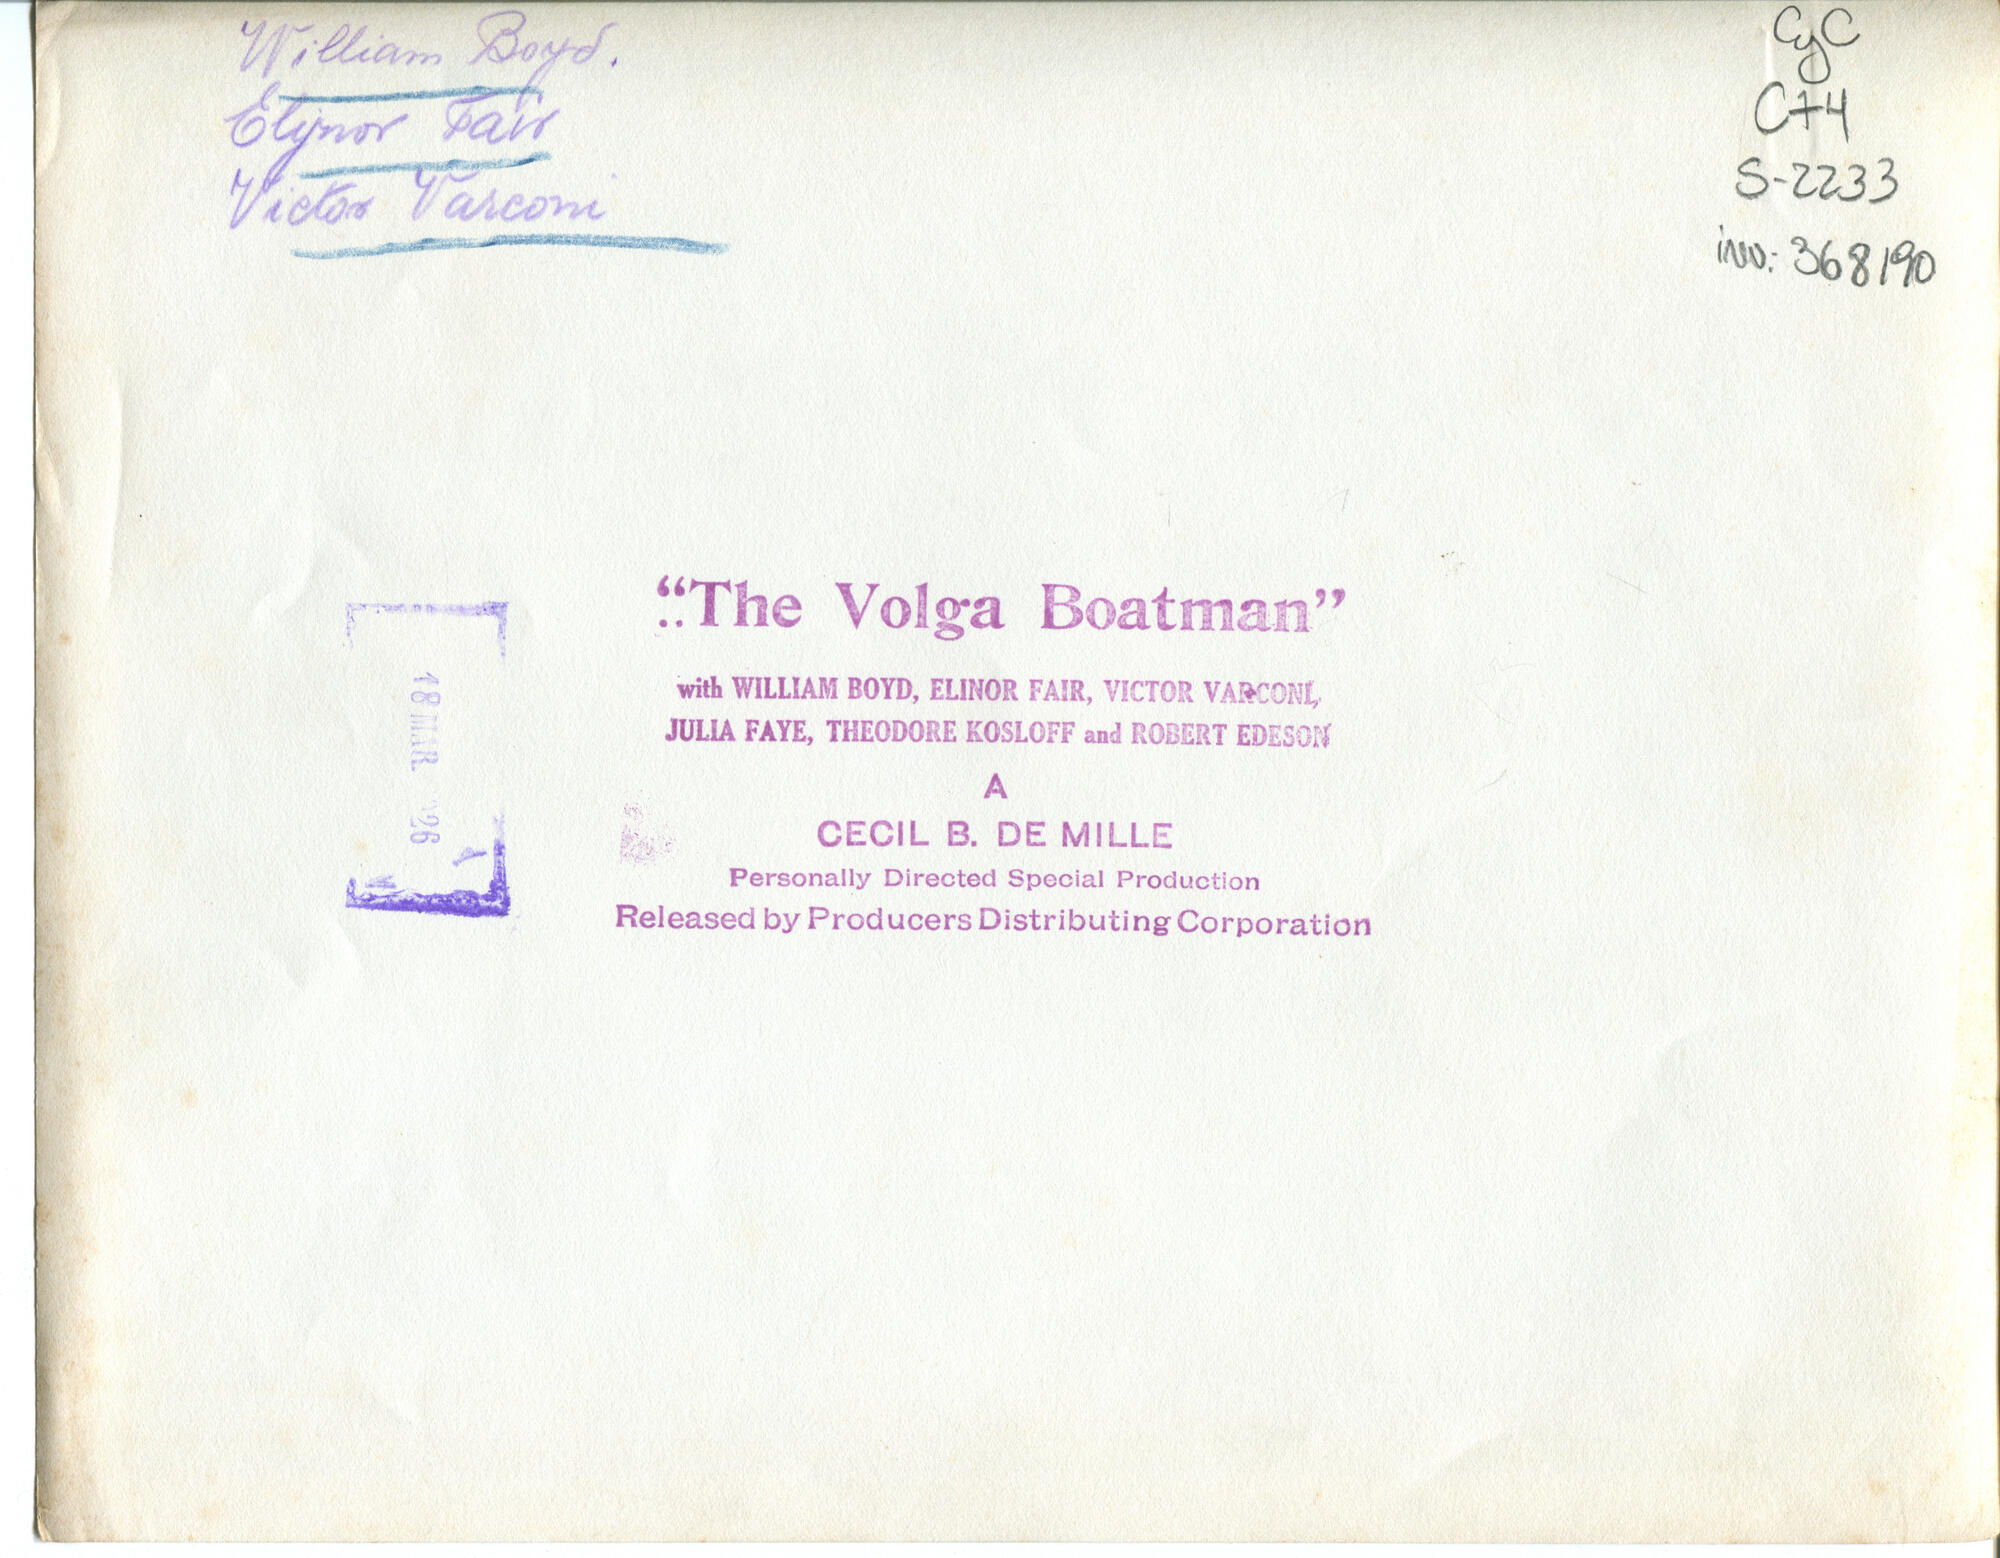 William Boyd.
Elynor Fair
Victor Varconi
CyC
C+4
S-2233
inv: 368190
18 MAR 926
“The Volga Boatman”
with WILLIAM BOYD, ELINOR FAIR, VICTOR VARCONI,
JULIA FAYE, THEODORE KOSLOFF and ROBERT EDESON
A
CECIL B. DE MILLE
Personally Directed Special Production
Released by Producers Distributing Corporation